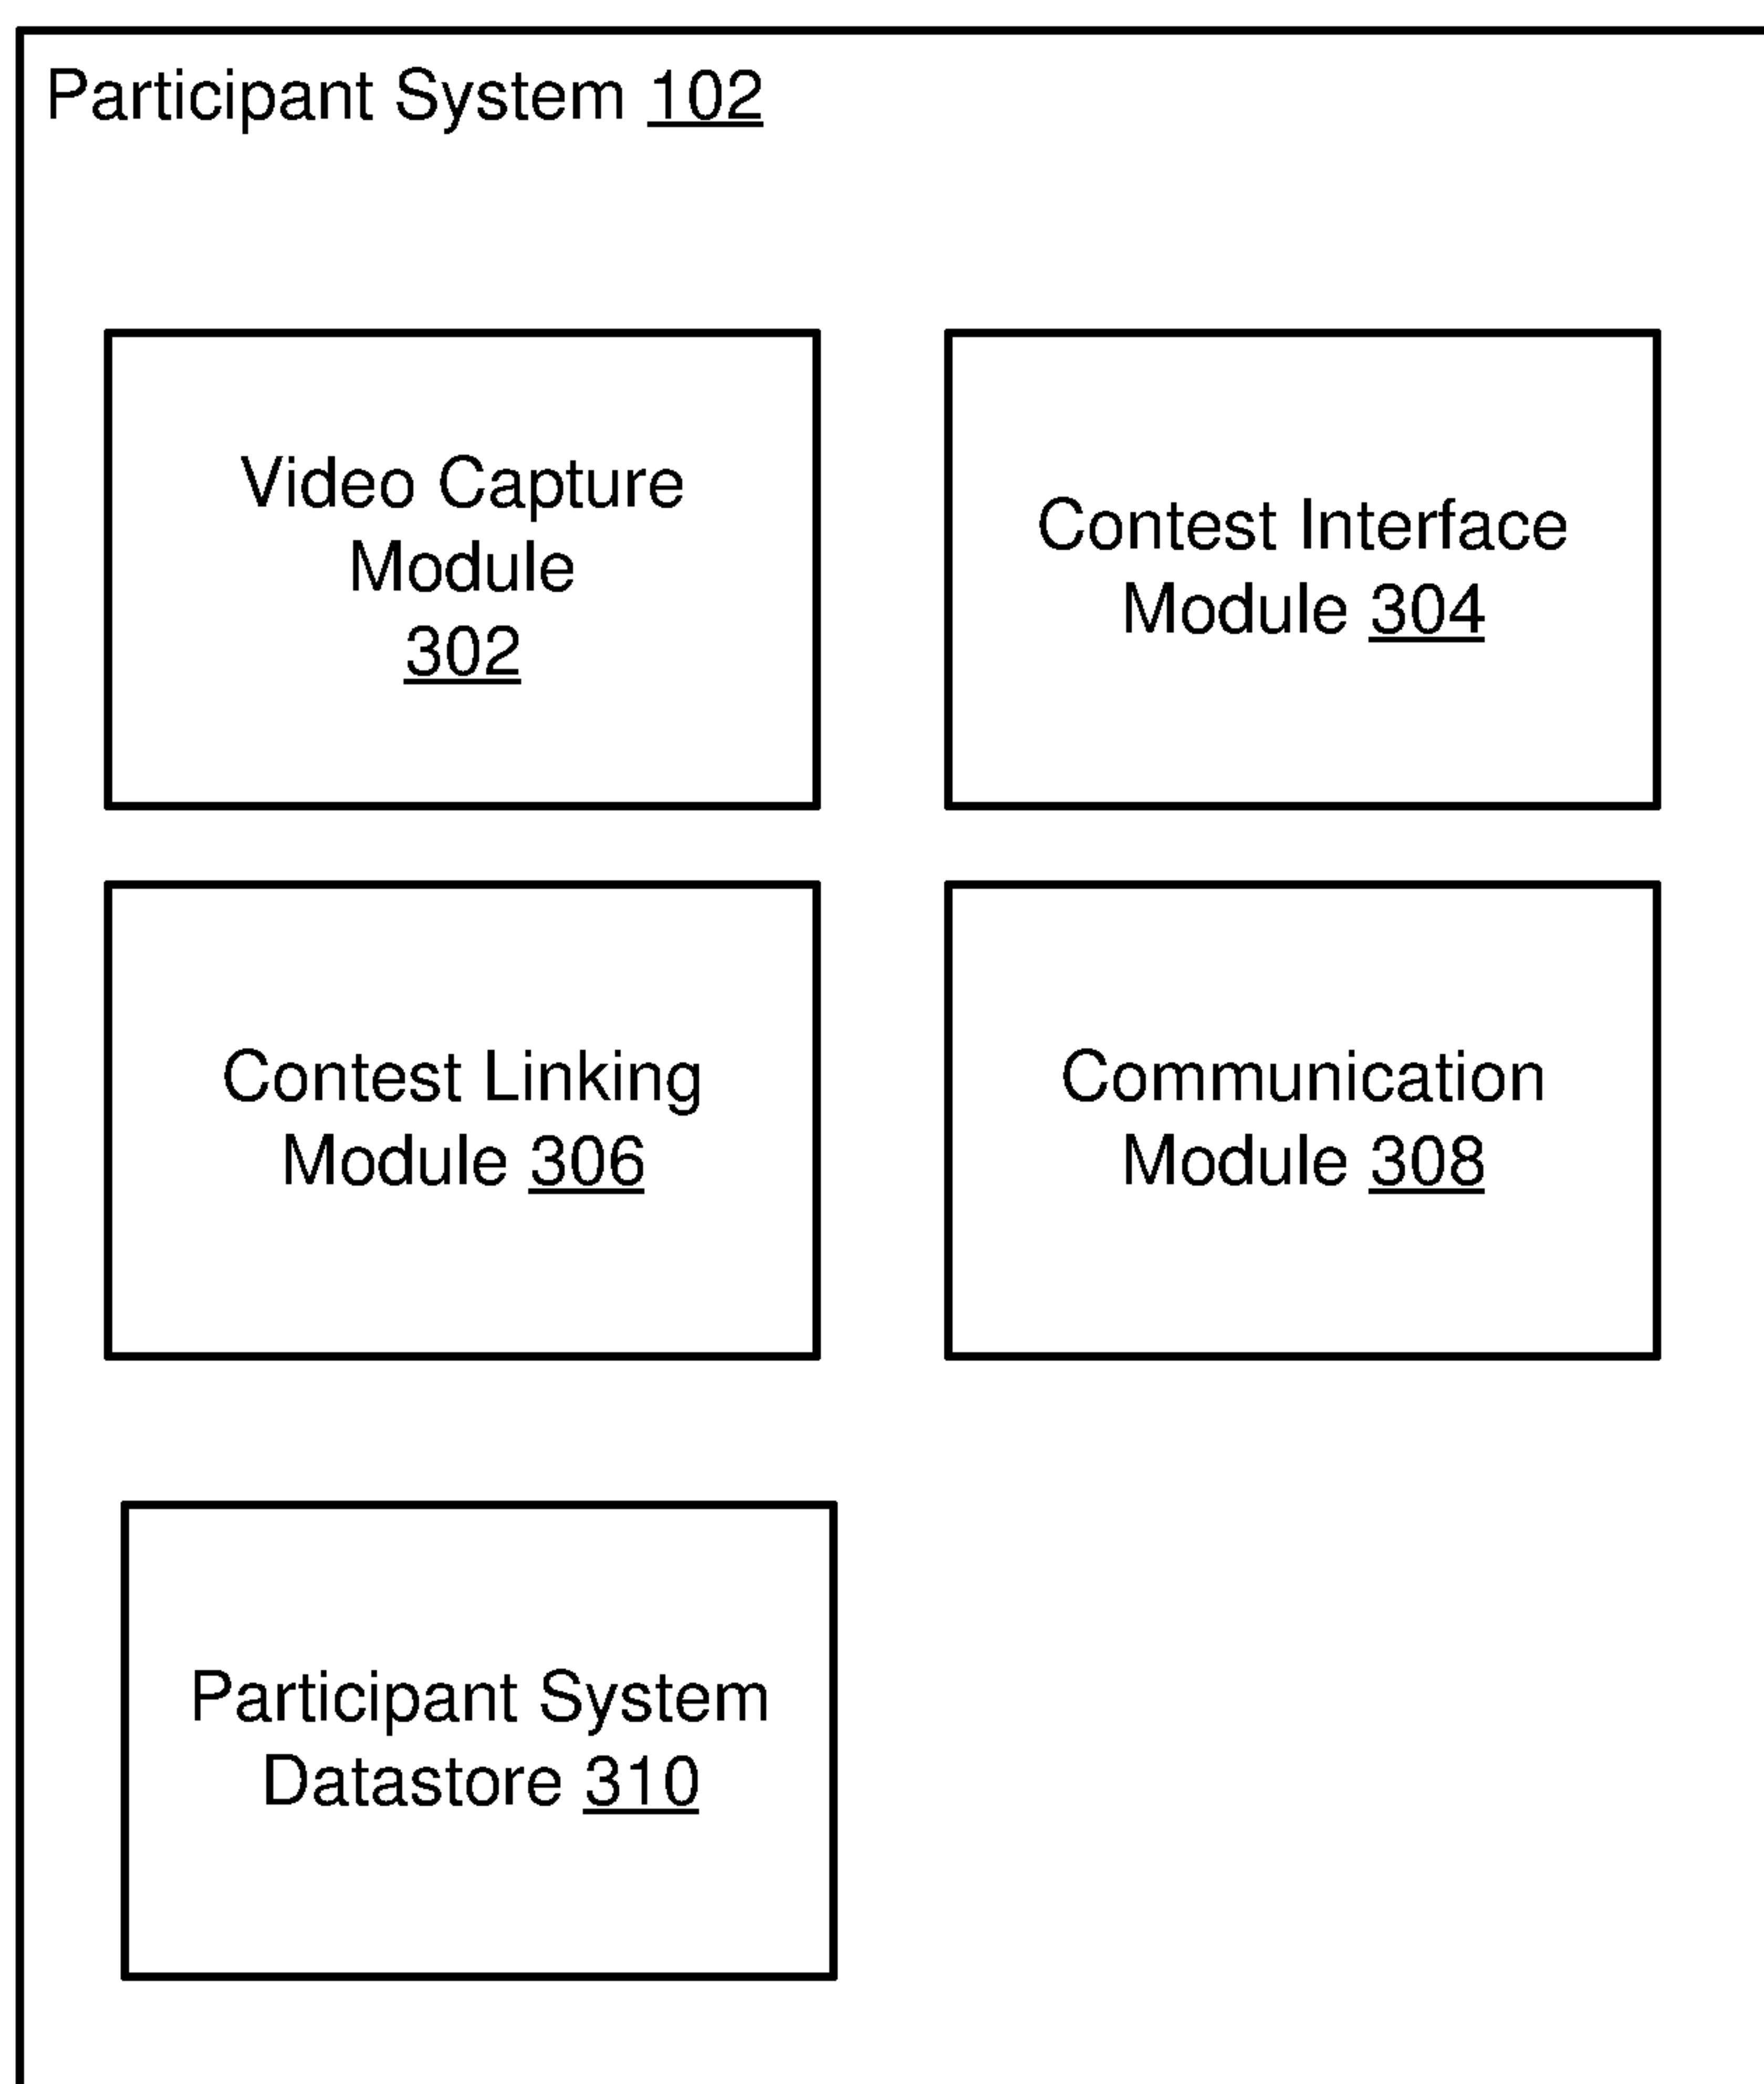 Participant System 102
Video Capture
Module
302
Contest Interface
Module 304
Contest Linking
Module 306
Communication
Module 308
Participant System
Datastore 310